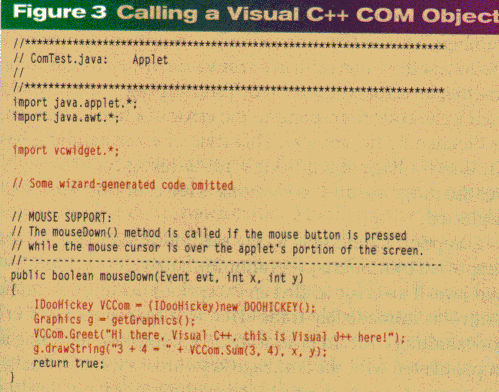 Figure 3 Calling a Visual C++ COM Object
//***********************************************************************
// ComTest.java:    Applet
//
//***********************************************************************
import java.applet.*;
import java.awt.*;
import vcwidget.*;
// Some wizard-generated code omitted
// MOUSE SUPPORT:
// The mouseDown() method is called if the mouse button is pressed
// while the mouse cursor is over the applet's portion of the screen.
//-----------------------------------------------------------------------
public boolean mouseDown(Event evt, int x, int y)
{
    IDooHickey VCCom = (IDooHickey)new DOOHICKEY();
    Graphics g = getGraphics();
    VCCom.Greet("Hi there, Visual C++, this is Visual J++ here!");
    g.drawString("3 + 4 = " + VCCom.Sum(3, 4), x, y);
    return true;
}